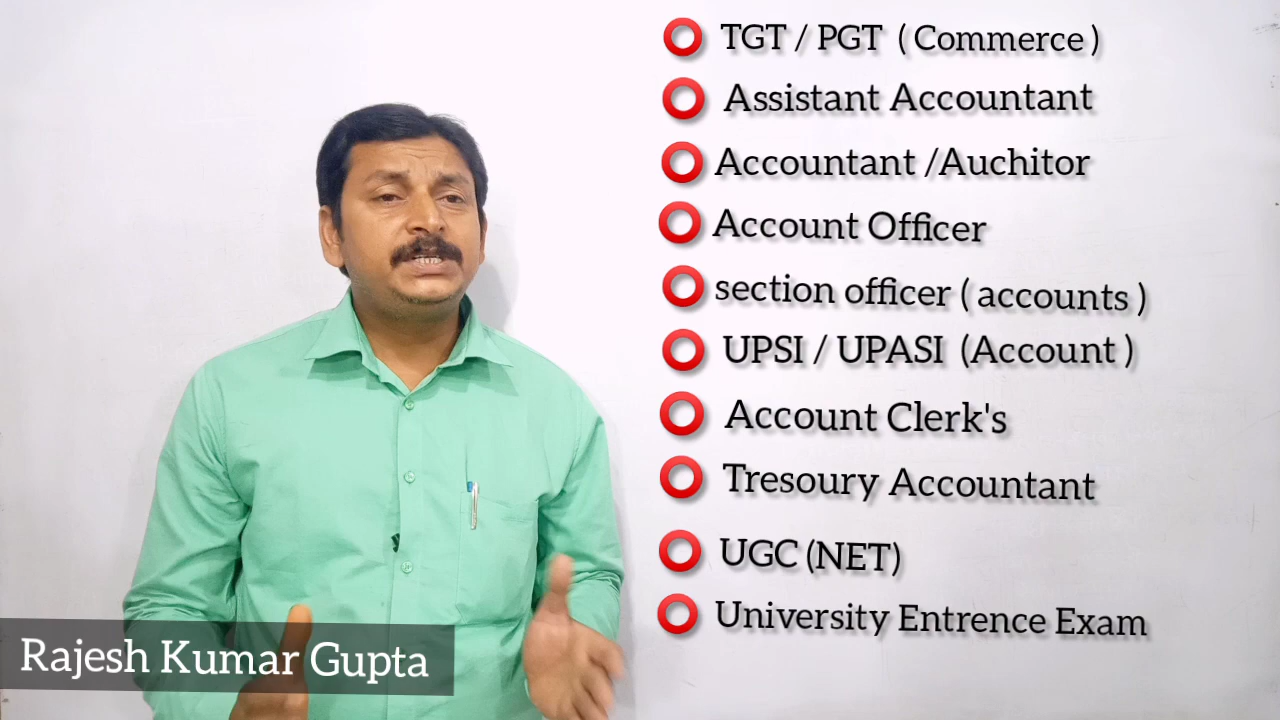 TGT / PGT ( Commerce )
Assistant Accountant
Accountant /Auchitor
Account Officer
section officer ( accounts )
UPSI / UPASI (Account )
Account Clerk's
Tresoury Accountant
UGC (NET)
University Entrence Exam
Rajesh Kumar Gupta